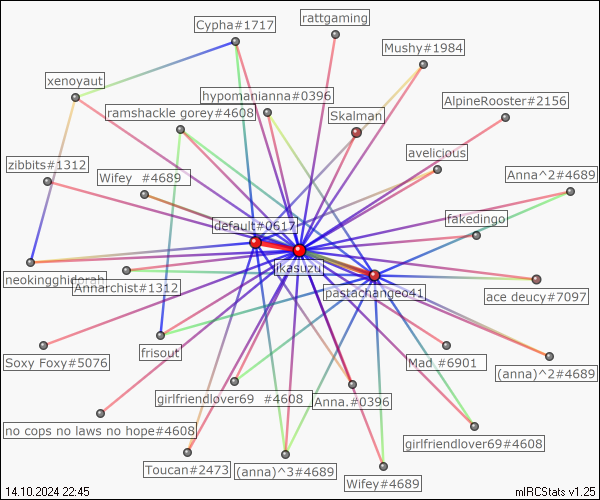 rattgaming
Cypha#1717
Mushy#1984
xenoyaut
hypomanianna#0396
AlpineRooster#2156
ramshackle gorey#4608
Skalman
avelicious
zibbits#1312
Wifey #4689
Anna^2#4689
fakedingo
default#0617
jkasuzu
neokingghidorah
Annarchist#1312
pastachangeo41
ace deucy#7097
frisout
Soxy Foxy#5076
Mad #6901
(anna)^2#4689
girlfriendlover69 #4608
Anna.#0396
no cops no laws no hope#4608
girlfriendlover69#4608
Toucan#2473
(anna)^3#4689
Wifey#4689
14.10.2024 22:45
mIRCStats v1.25